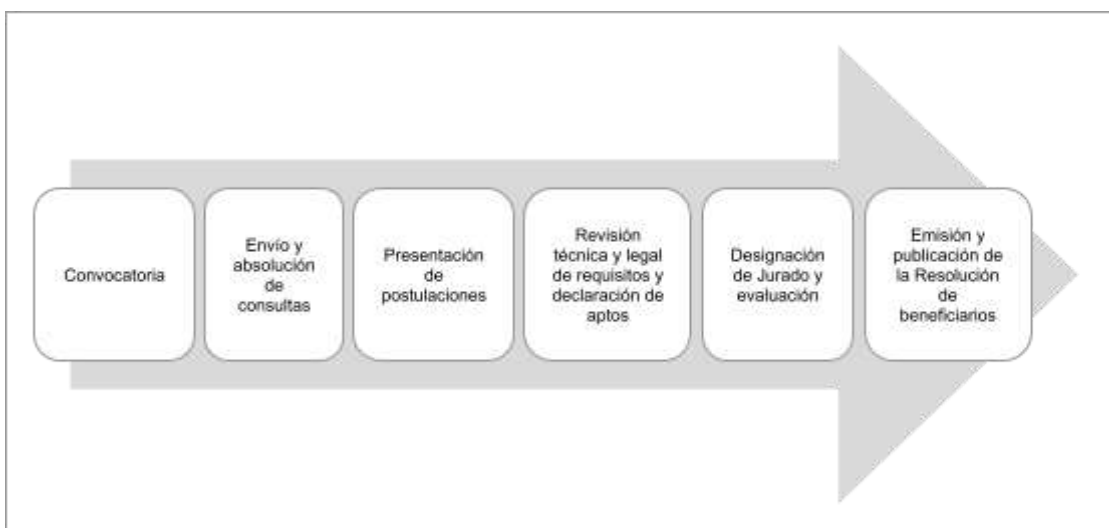 Convocatoria
Envío y
absolución
de
consultas
Presentación
de
postulaciones
Revisión
técnica y legal
de requisitos y
declaración de
aptos
Designación
de Jurado y
evaluación
Emisión y
publicación de
la Resolución
de
beneficiarios